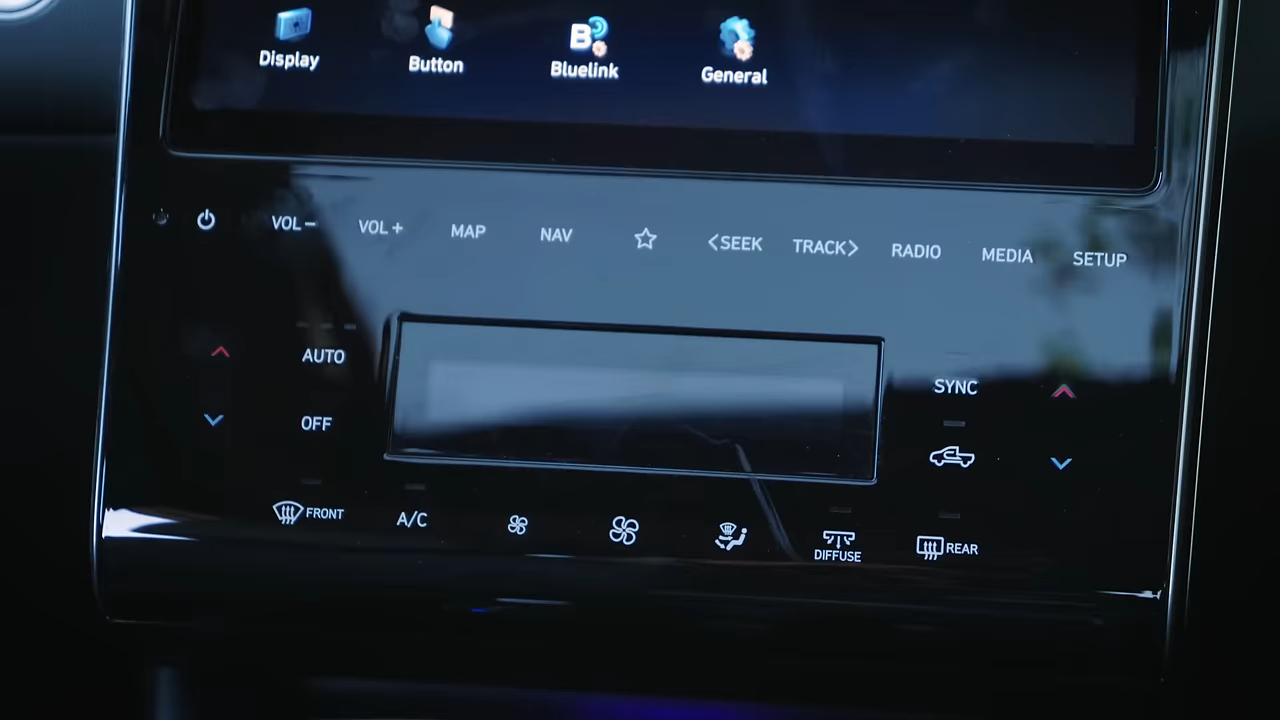 Display
Button
Bluelink
General
VOL−
VOL+
MAP
NAV
<SEEK
TRACK>
RADIO
MEDIA
SETUP
AUTO
SYNC
OFF
FRONT
A/C
DIFFUSE
REAR